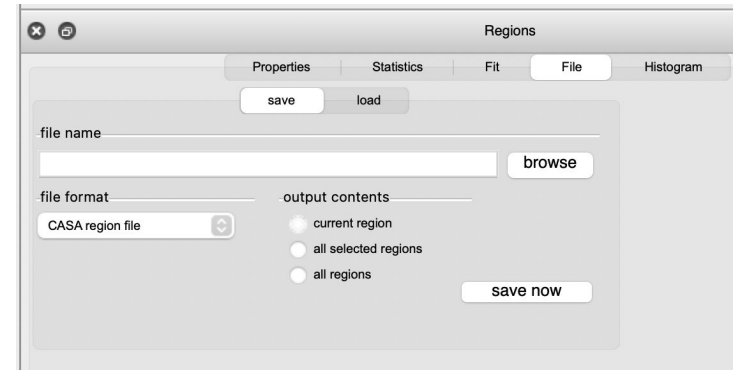 Regions
Properties Statistics Fit File Histogram
save load
file name
browse
file format output contents
CASA region file current region
all selected regions
all regions
save now